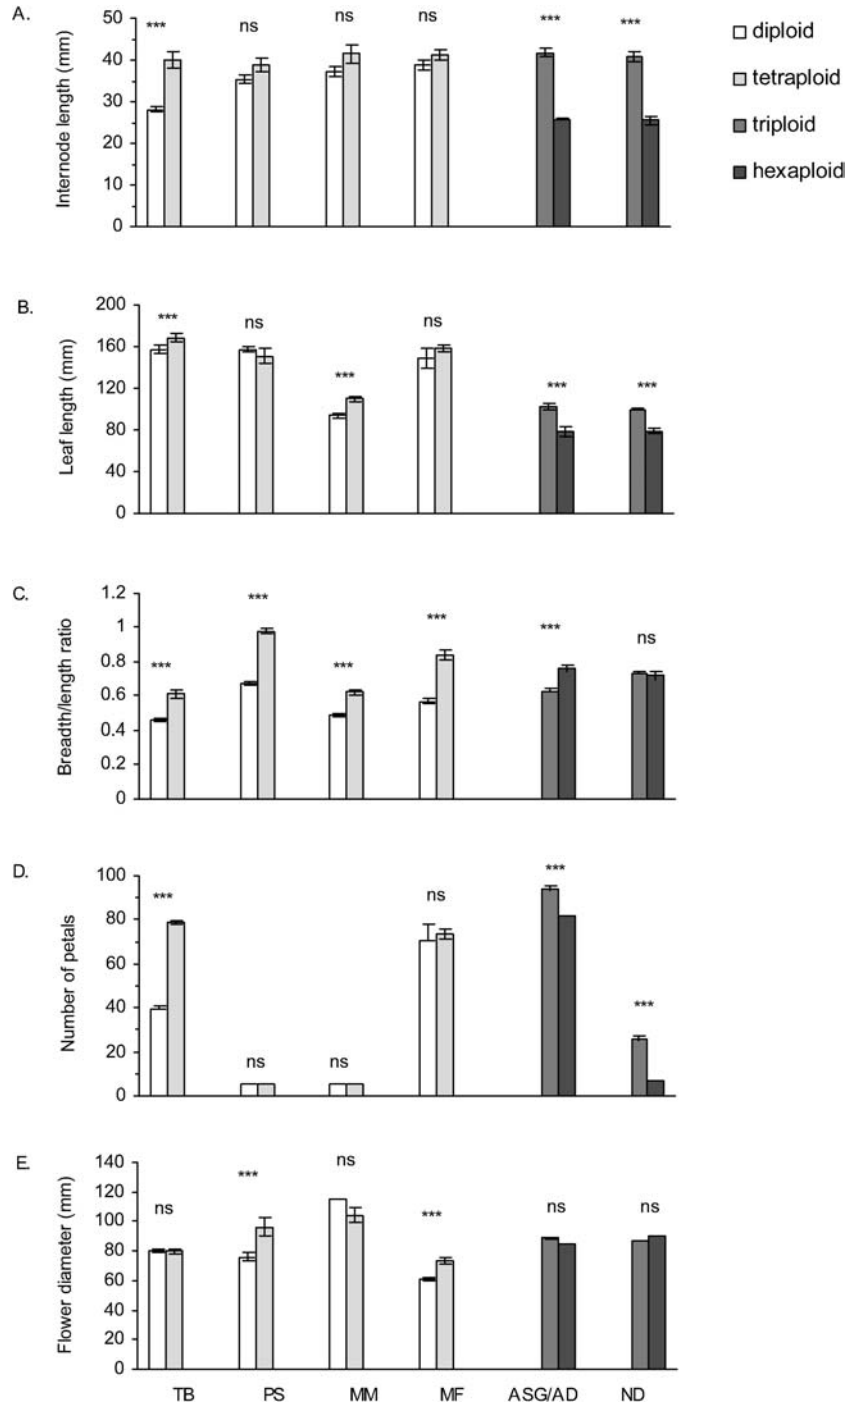 A.
Internode length (mm)
50
40
30
20
10
0
***
ns
ns
ns
***
***
diploid
tetraploid
triploid
hexaploid
B.
Leaf length (mm)
200
160
120
80
40
0
***
ns
***
ns
***
***
C.
Breadth/length ratio
1.2
1
0.8
0.6
0.4
0.2
0
***
***
***
***
***
ns
D.
Number of petals
100
80
60
40
20
0
***
ns
ns
ns
***
***
E.
Flower diameter (mm)
140
120
100
80
60
40
20
0
ns
***
ns
***
ns
ns
TB PS MM MF ASG/AD ND